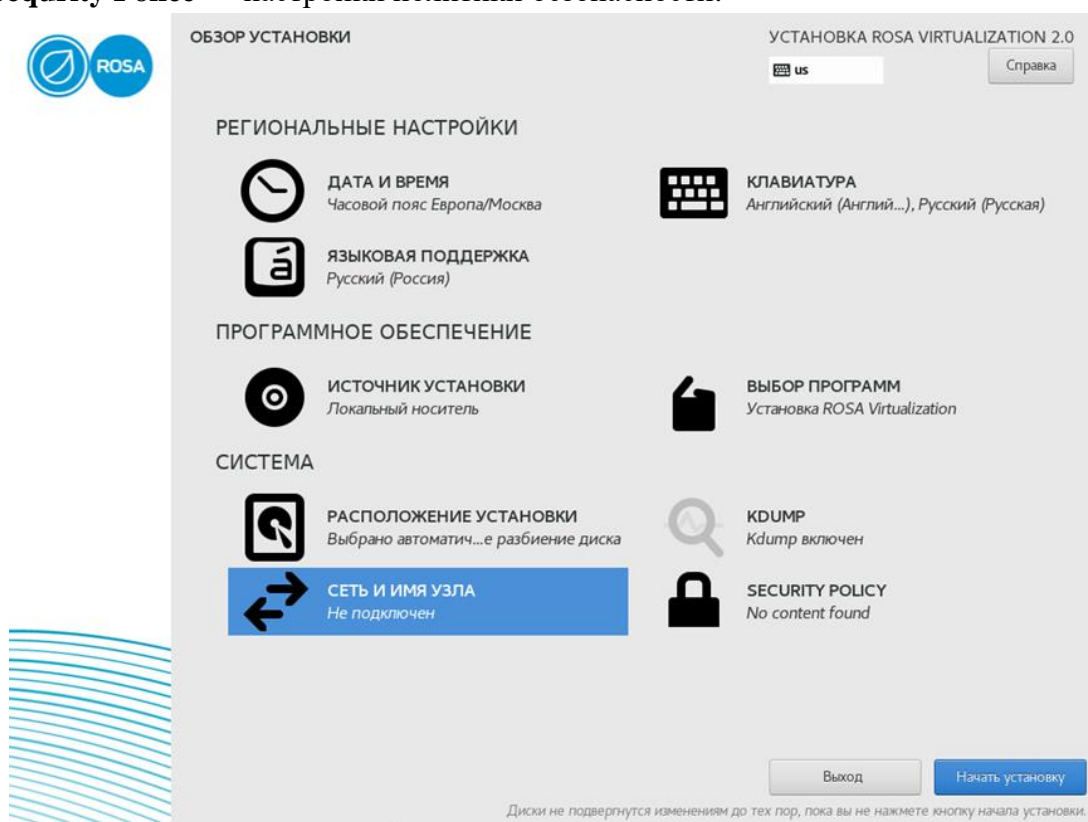 ОБЗОР УСТАНОВКИ
УСТАНОВКА ROSA VIRTUALIZATION 2.0
ROSA
us
Справка
РЕГИОНАЛЬНЫЕ НАСТРОЙКИ
ДАТА И ВРЕМЯ
Часовой пояс Европа/Москва
КЛАВИАТУРА
Английский (Англий...), Русский (Русская)
ЯЗЫКОВАЯ ПОДДЕРЖКА
Русский (Россия)
ПРОГРАММНОЕ ОБЕСПЕЧЕНИЕ
ИСТОЧНИК УСТАНОВКИ
Локальный носитель
ВЫБОР ПРОГРАММ
Установка ROSA Virtualization
СИСТЕМА
РАСПОЛОЖЕНИЕ УСТАНОВКИ
Выбрано автоматич...е разбиение диска
KDUMP
Kdump включен
СЕТЬ И ИМЯ УЗЛА
Не подключен
SECURITY POLICY
No content found
Выход
Начать установку
Диски не подвергнутся изменениям до тех пор, пока вы не нажмете кнопку начала установки.